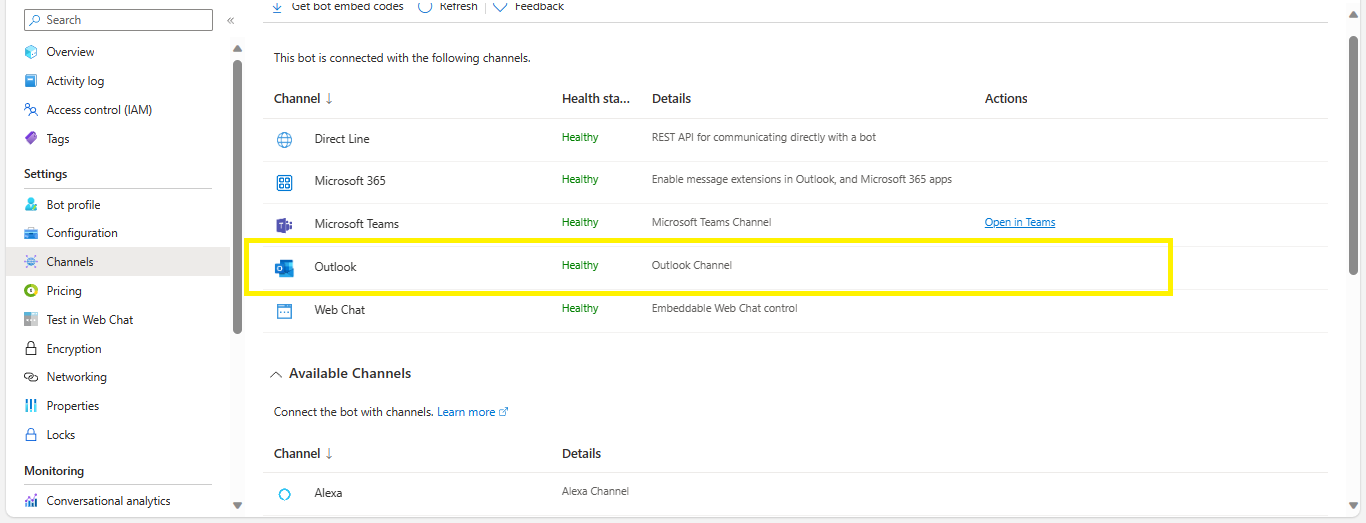 Get bot embed codes Refresh Feedback
Search
Overview
Activity log
Access control (IAM)
Tags
Settings
Bot profile
Configuration
Channels
Pricing
Test in Web Chat
Encryption
Networking
Properties
Locks
Monitoring
Conversational analytics
This bot is connected with the following channels.
Channel ↓ Health sta... Details Actions
Direct Line Healthy REST API for communicating directly with a bot
Microsoft 365 Healthy Enable message extensions in Outlook, and Microsoft 365 apps
Microsoft Teams Healthy Microsoft Teams Channel Open in Teams
Outlook Healthy Outlook Channel
Web Chat Healthy Embeddable Web Chat control
Available Channels
Connect the bot with channels. Learn more
Channel ↓ Details
Alexa Alexa Channel